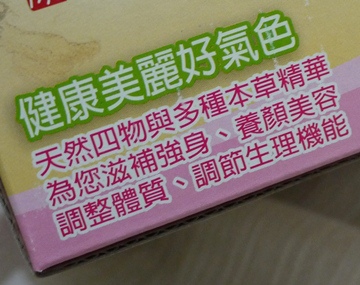 健康美麗好氣色
天然四物與多種本草精華
為您滋補強身、養顏美容
調整體質、調節生理機能